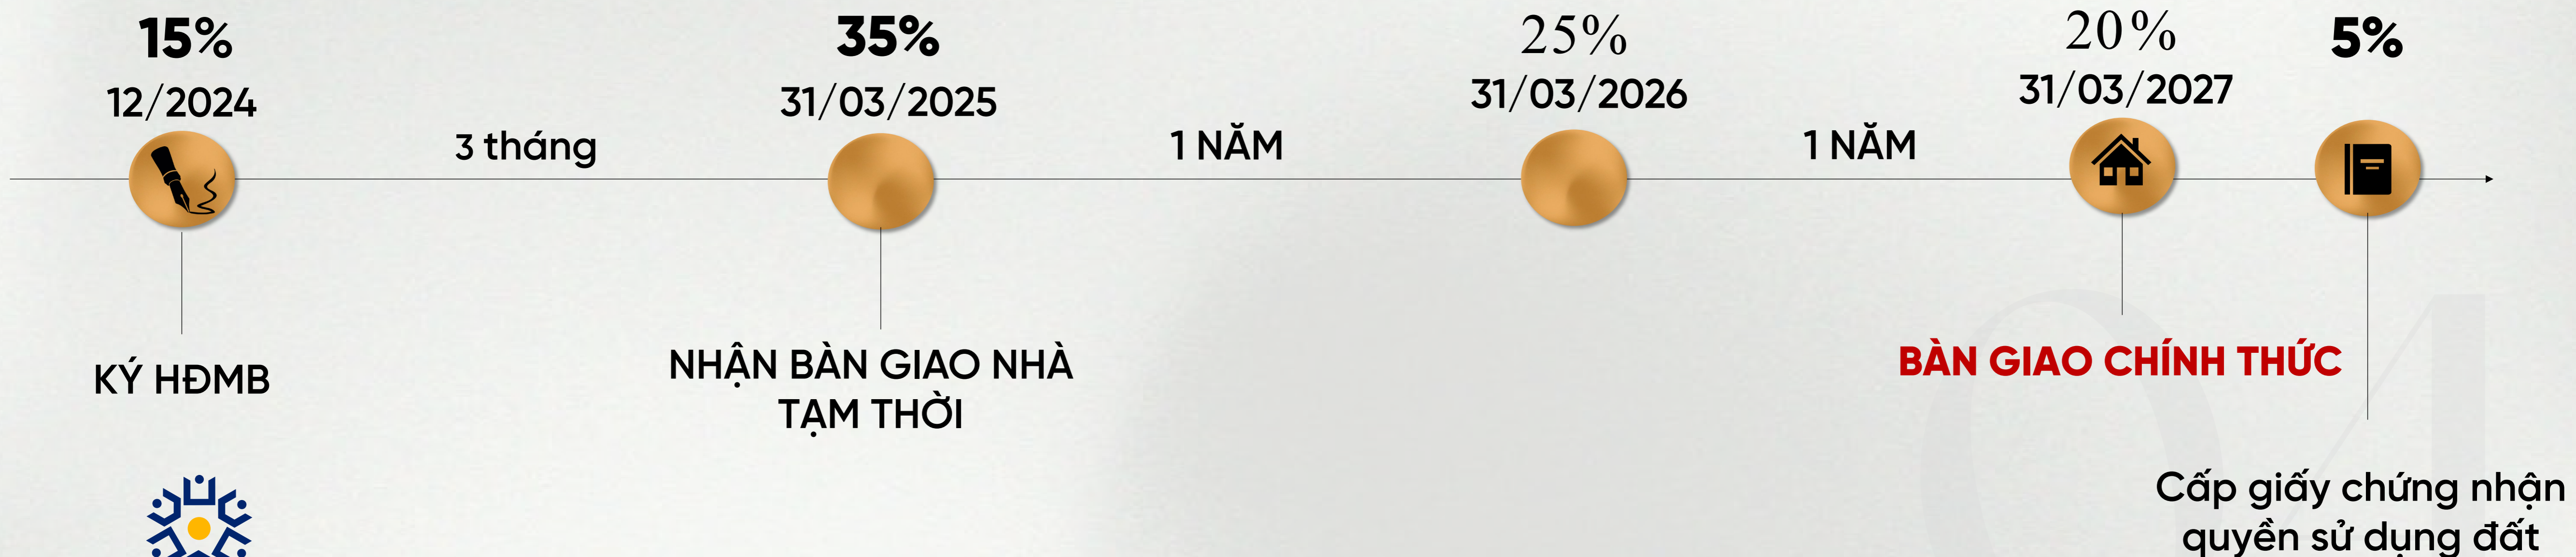 15%
12/2024
3 tháng
35%
31/03/2025
1 NĂM
25%
31/03/2026
1 NĂM
20%
31/03/2027
5%
KÝ HĐMB
NHẬN BÀN GIAO NHÀ
TẠM THỜI
BÀN GIAO CHÍNH THỨC
Cấp giấy chứng nhận
quyền sử dụng đất
04